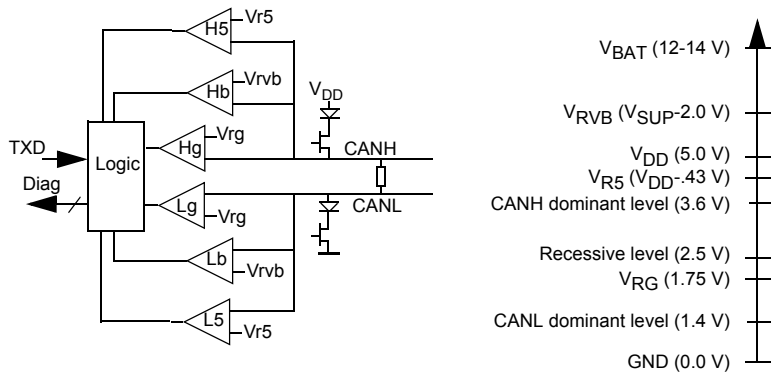 H5
Vr5
Hb
Vrvb
VDD
TXD
Logic
Hg
Vrg
CANH
Diag
Lg
Vrg
CANL
Lb
Vrvb
L5
Vr5
VBAT (12-14 V)
VRVB (VSUP-2.0 V)
VDD (5.0 V)
VR5 (VDD-.43 V)
CANH dominant level (3.6 V)
Recessive level (2.5 V)
VRG (1.75 V)
CANL dominant level (1.4 V)
GND (0.0 V)